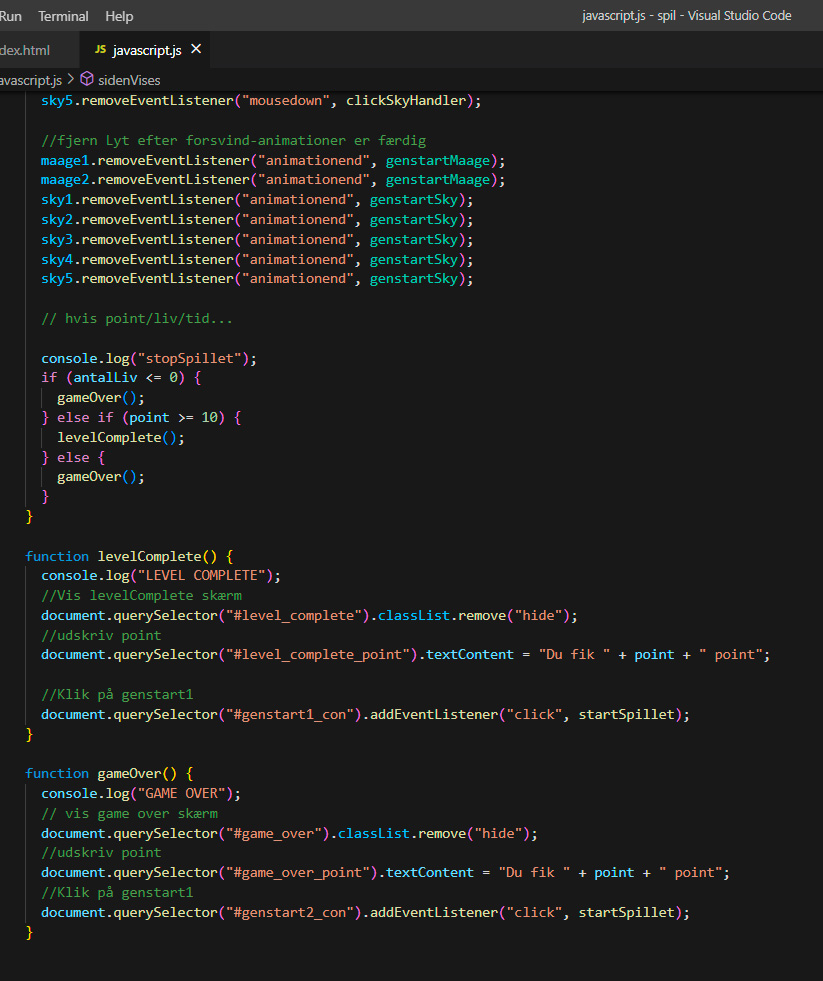 Run Terminal Help javascript.js - spil - Visual Studio Code
dex.html JS javascript.js ✕
avascript.js > sidenVises
sky5.removeEventListener("mousedown", clickSkyHandler);
//fjern Lyt efter forsvind-animationer er færdig
maage1.removeEventListener("animationend", genstartMaage);
maage2.removeEventListener("animationend", genstartMaage);
sky1.removeEventListener("animationend", genstartSky);
sky2.removeEventListener("animationend", genstartSky);
sky3.removeEventListener("animationend", genstartSky);
sky4.removeEventListener("animationend", genstartSky);
sky5.removeEventListener("animationend", genstartSky);
// hvis point/liv/tid...
console.log("stopSpillet");
if (antalLiv <= 0) {
gameOver();
} else if (point >= 10) {
levelComplete();
} else {
gameOver();
}
}
function levelComplete() {
console.log("LEVEL COMPLETE");
//Vis levelComplete skærm
document.querySelector("#level_complete").classList.remove("hide");
//udskriv point
document.querySelector("#level_complete_point").textContent = "Du fik " + point + " point";
//Klik på genstart1
document.querySelector("#genstart1_con").addEventListener("click", startSpillet);
}
function gameOver() {
console.log("GAME OVER");
// vis game over skærm
document.querySelector("#game_over").classList.remove("hide");
//udskriv point
document.querySelector("#game_over_point").textContent = "Du fik " + point + " point";
//Klik på genstart1
document.querySelector("#genstart2_con").addEventListener("click", startSpillet);
}